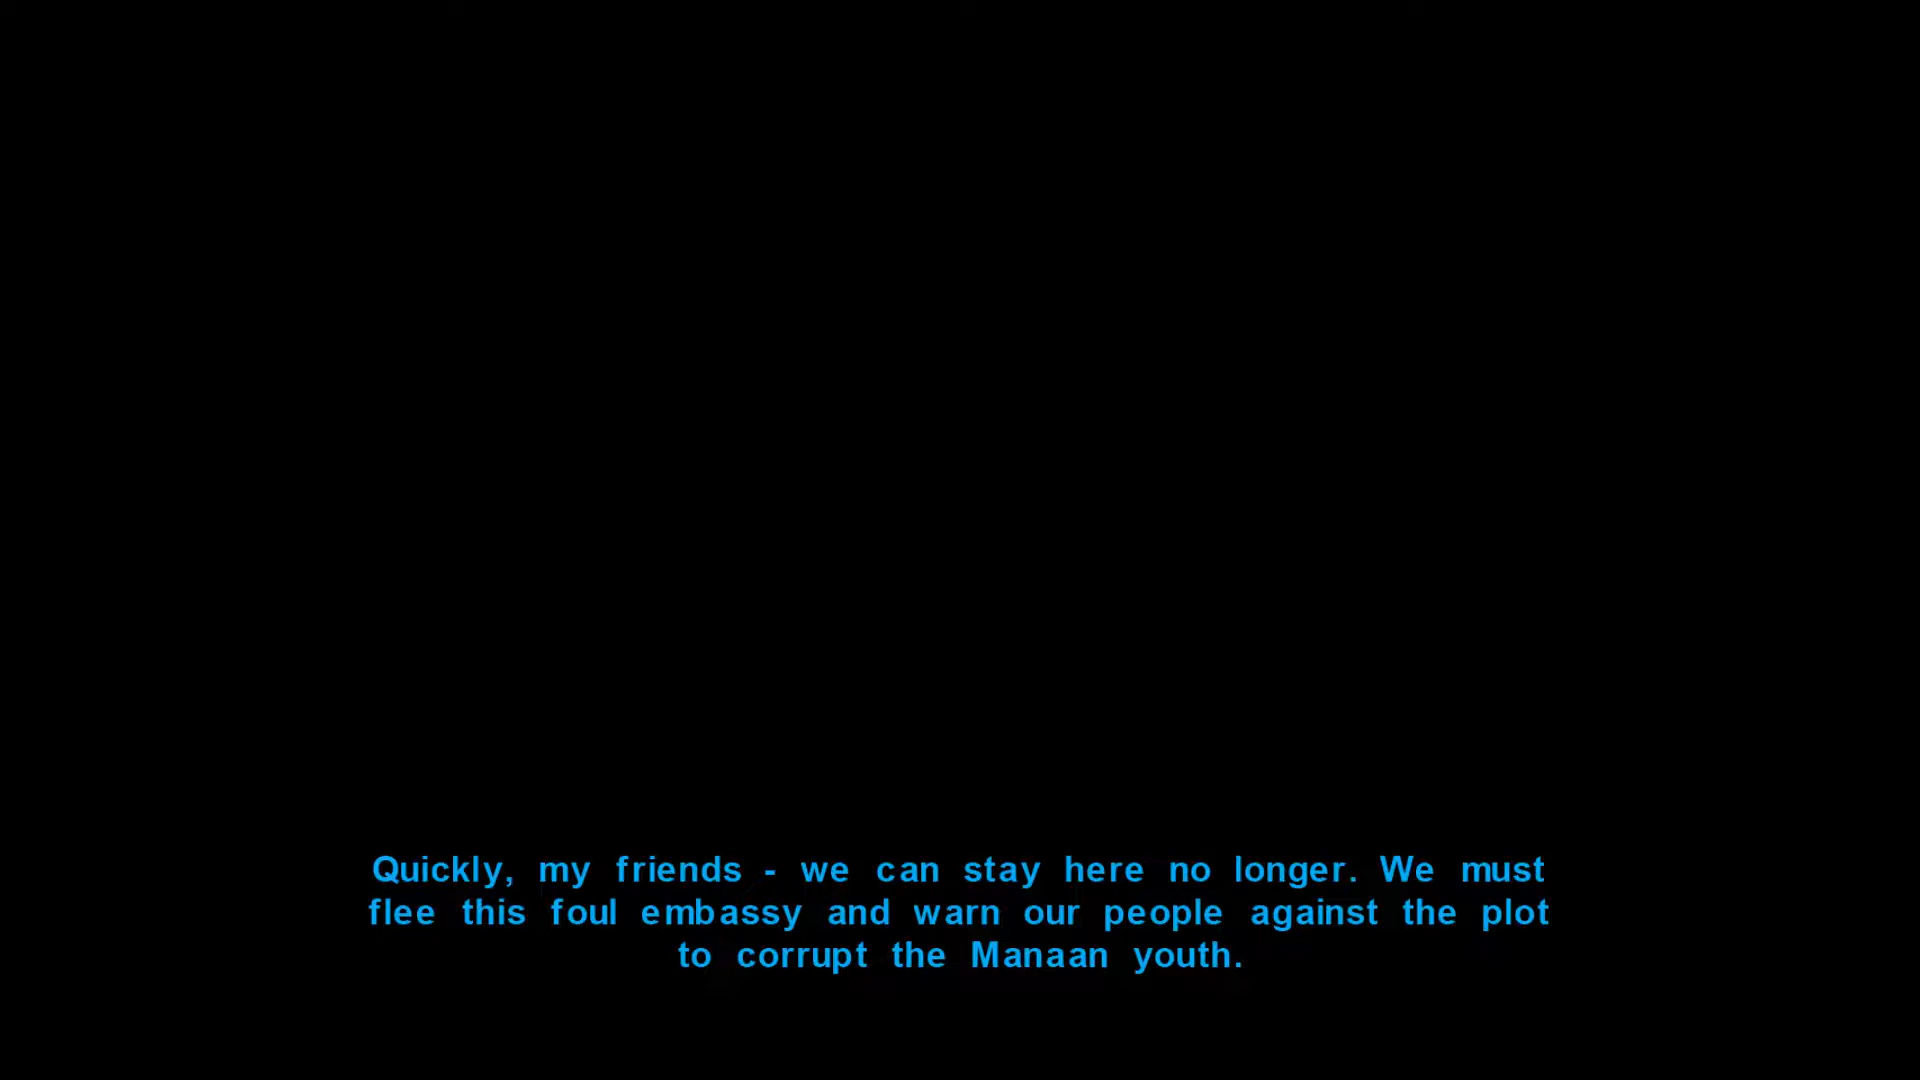 Quickly, my friends - we can stay here no longer. We must
flee this foul embassy and warn our people against the plot
to corrupt the Manaan youth.